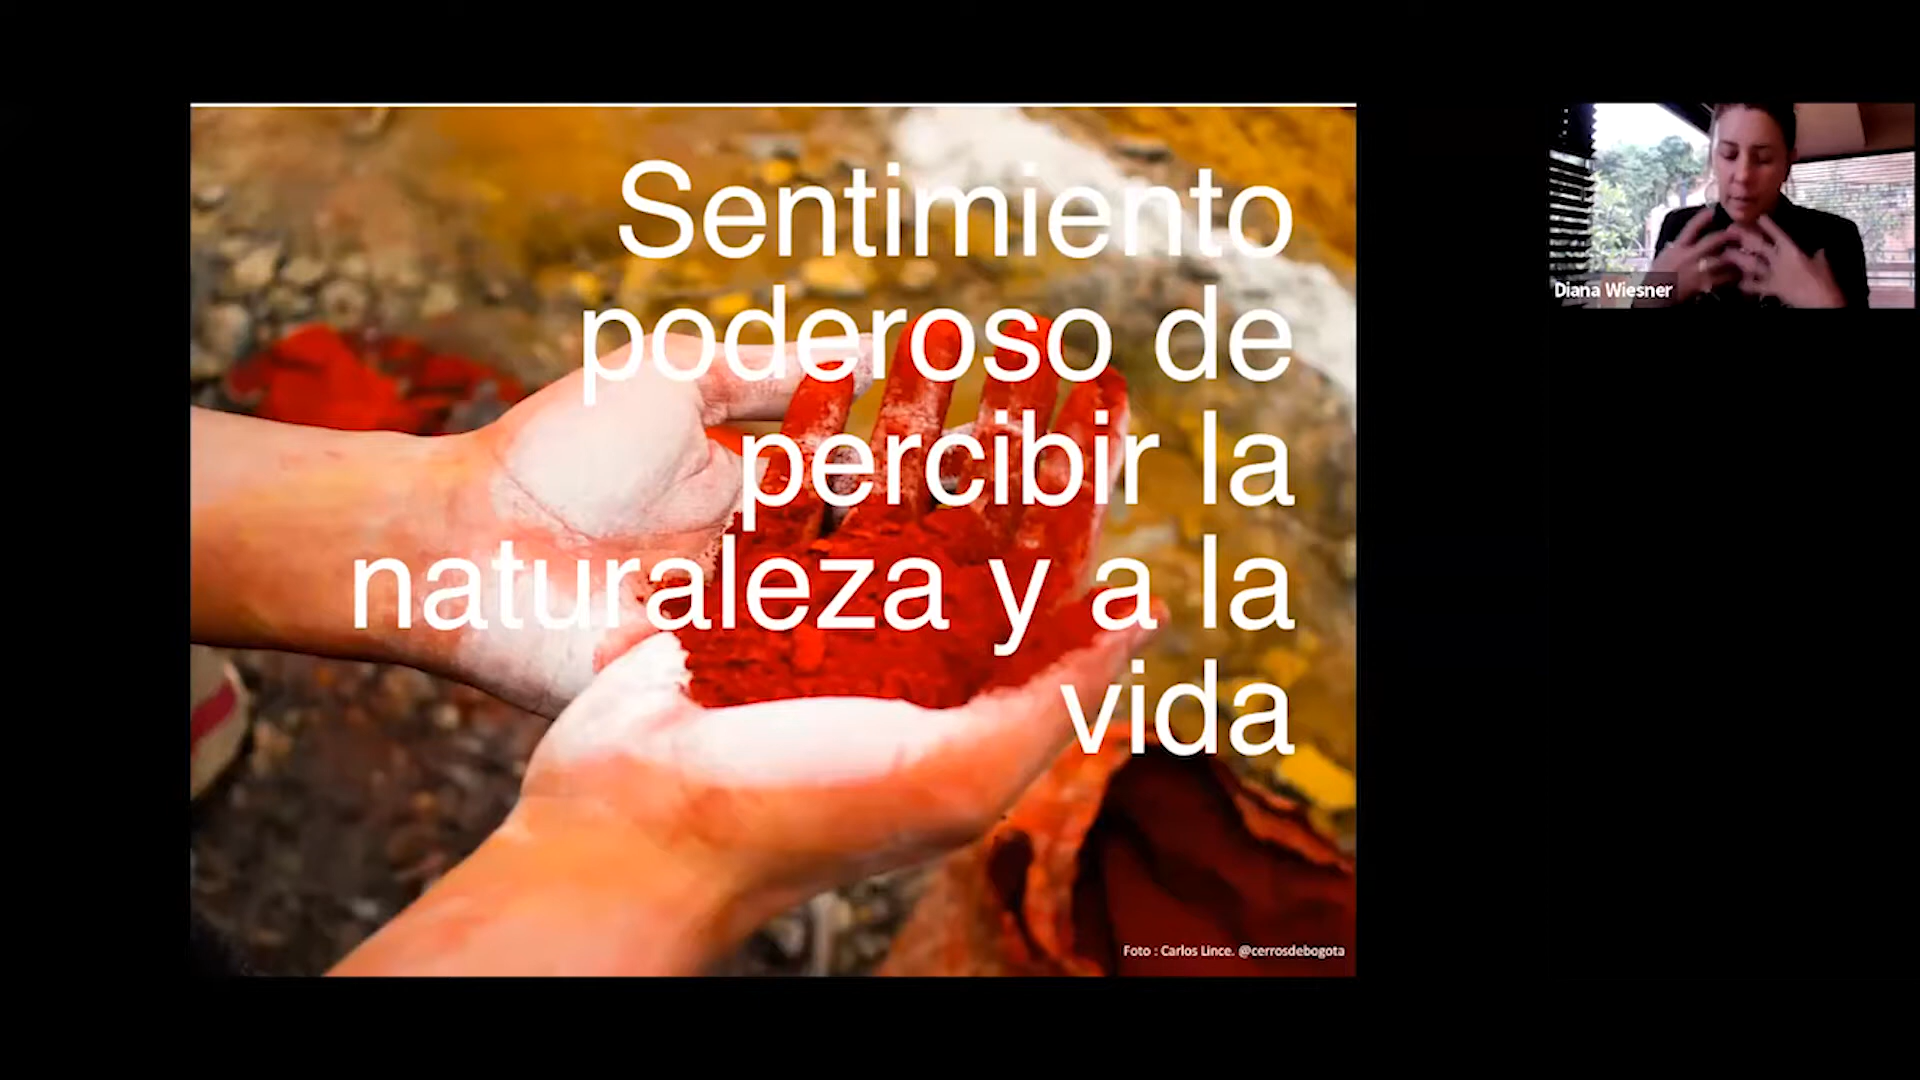 Sentimiento
poderoso de
percibir la
naturaleza y a la
vida
Foto : Carlos Lince. @cerrosdebogota
Diana Wiesner